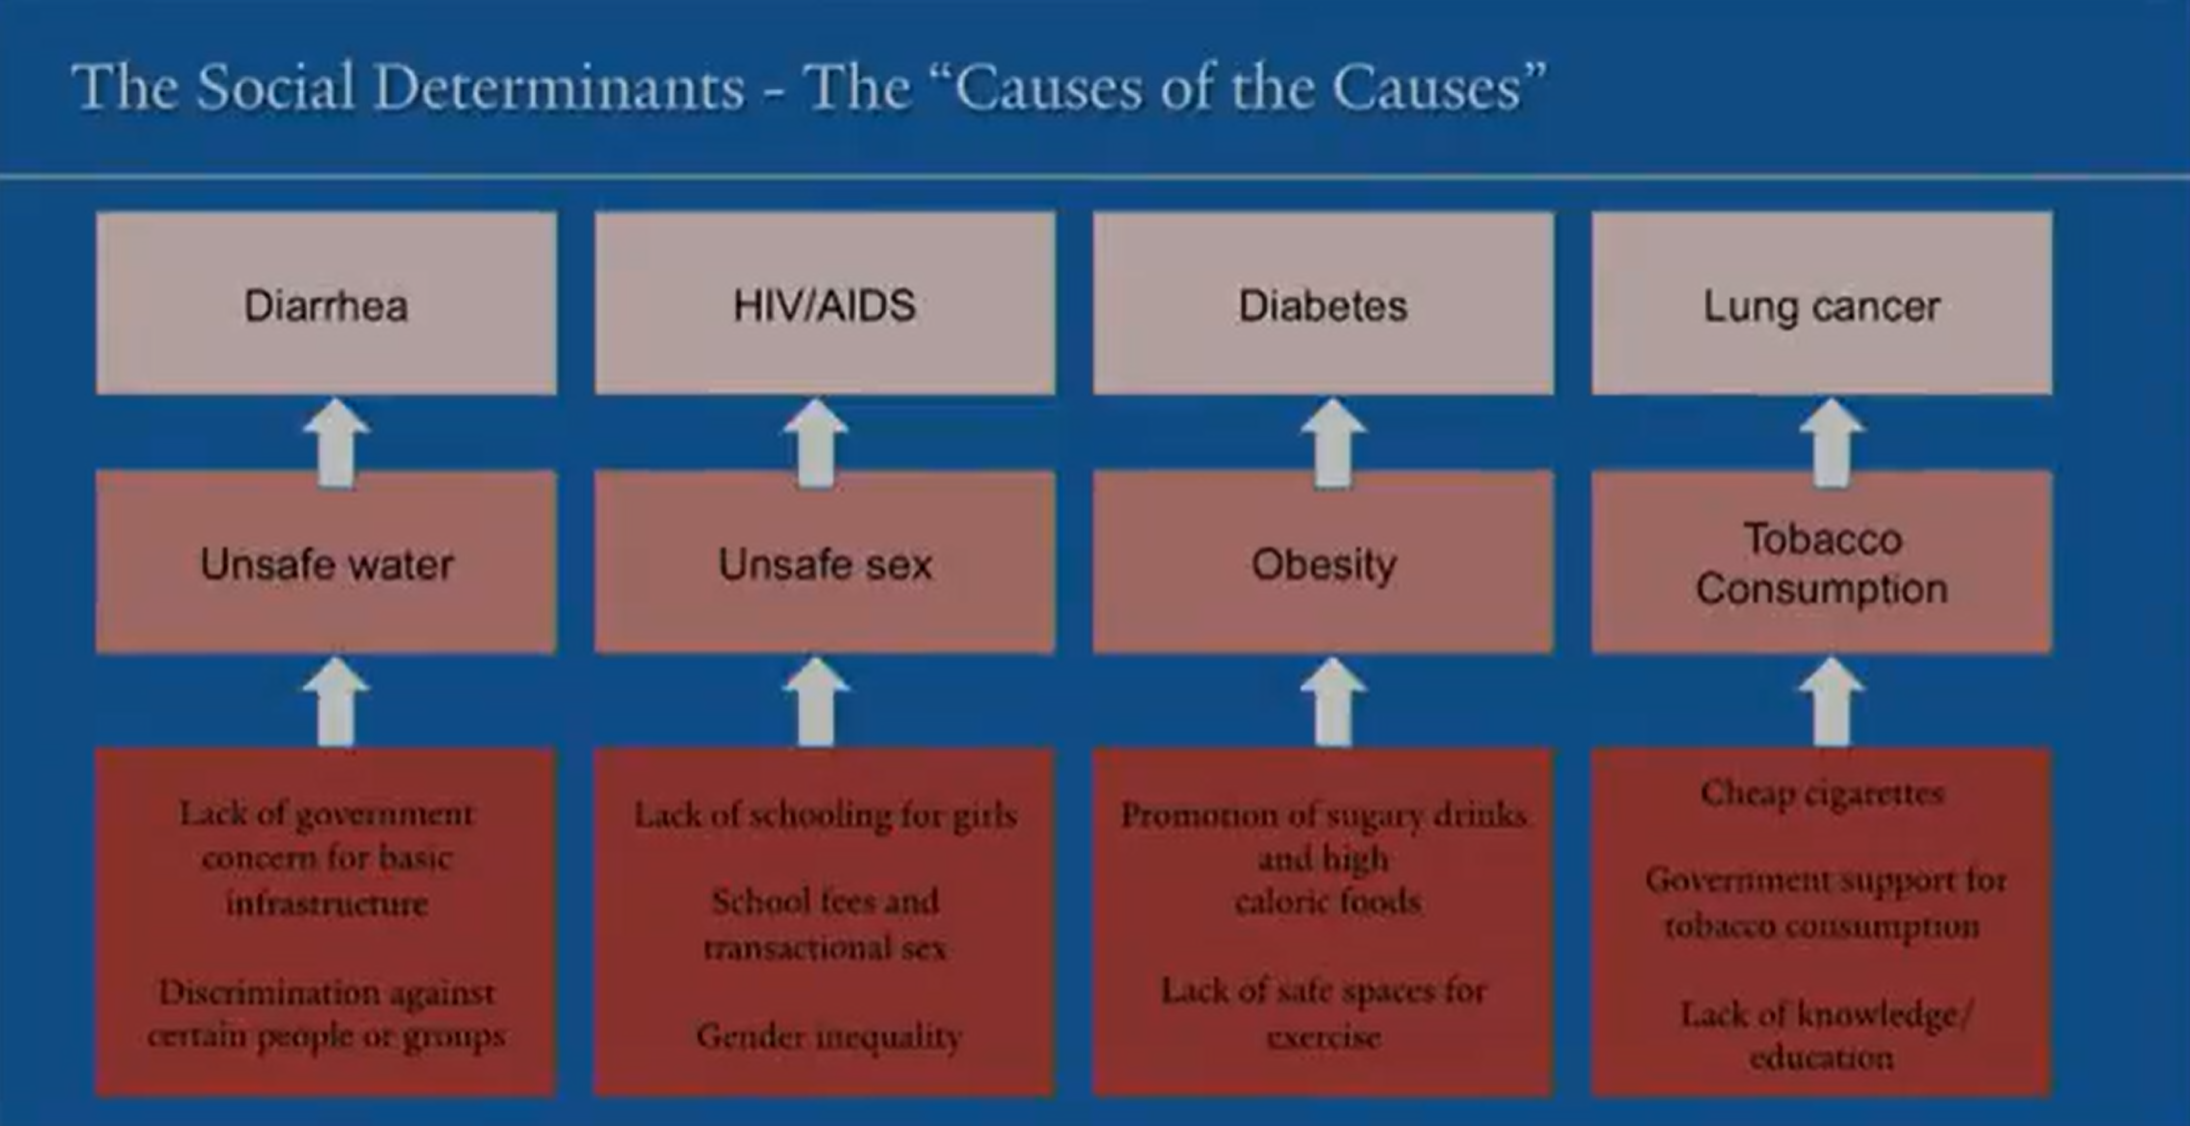 The Social Determinants - The “Causes of the Causes”
Diarrhea
HIV/AIDS
Diabetes
Lung cancer
Unsafe water
Unsafe sex
Obesity
Tobacco
Consumption
Lack of government
concern for basic
infrastructure
Discrimination against
certain people or groups
Lack of schooling for girls
School fees and
transactional sex
Gender inequality
Promotion of sugary drinks
and high
caloric foods
Lack of safe spaces for
exercise
Cheap cigarettes
Government support for
tobacco consumption
Lack of knowledge/
education